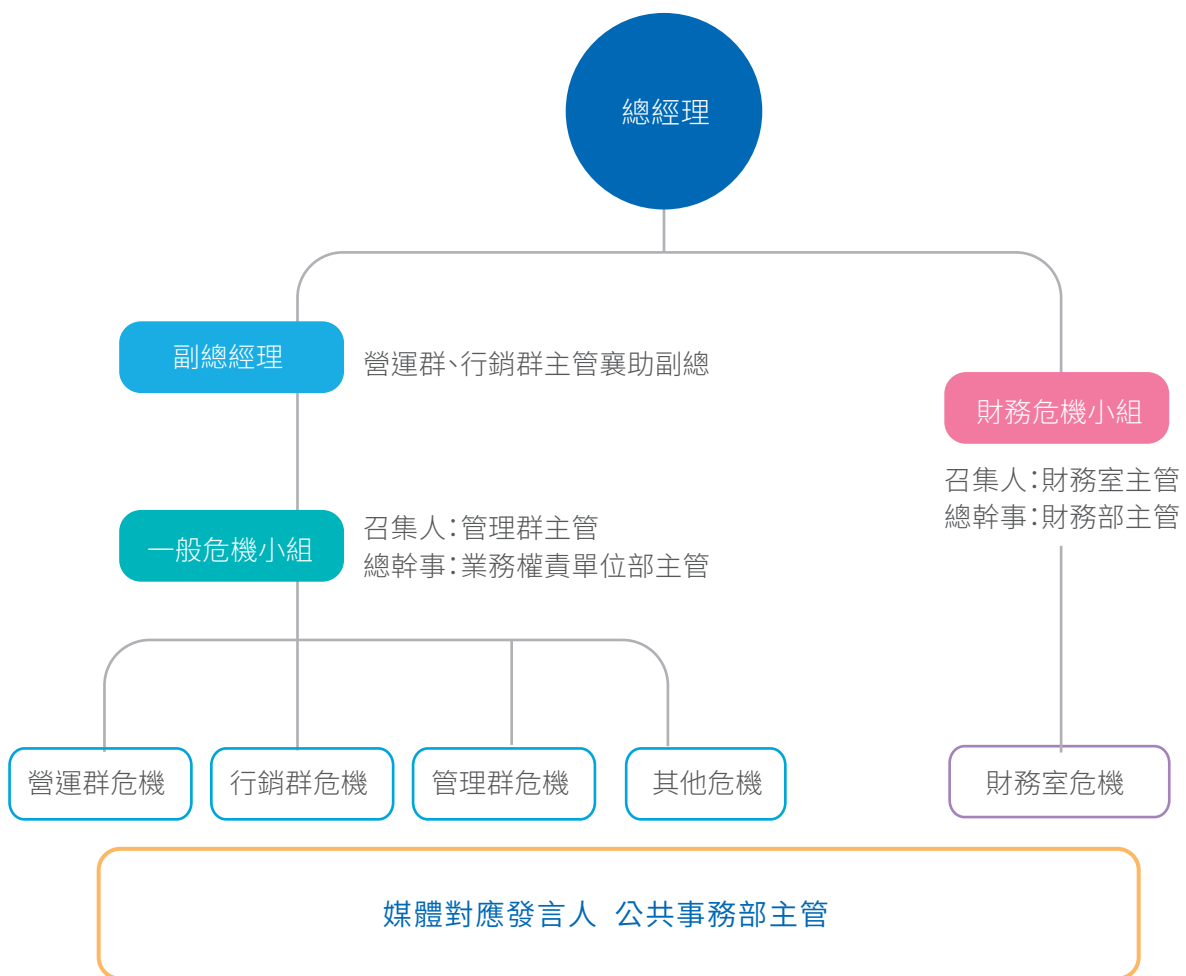 總經理
副總經理
營運群、行銷群主管襄助副總
財務危機小組
召集人：財務室主管
總幹事：財務部主管
一般危機小組
召集人：管理群主管
總幹事：業務權責單位部主管
營運群危機
行銷群危機
管理群危機
其他危機
財務室危機
媒體對應發言人 公共事務部主管